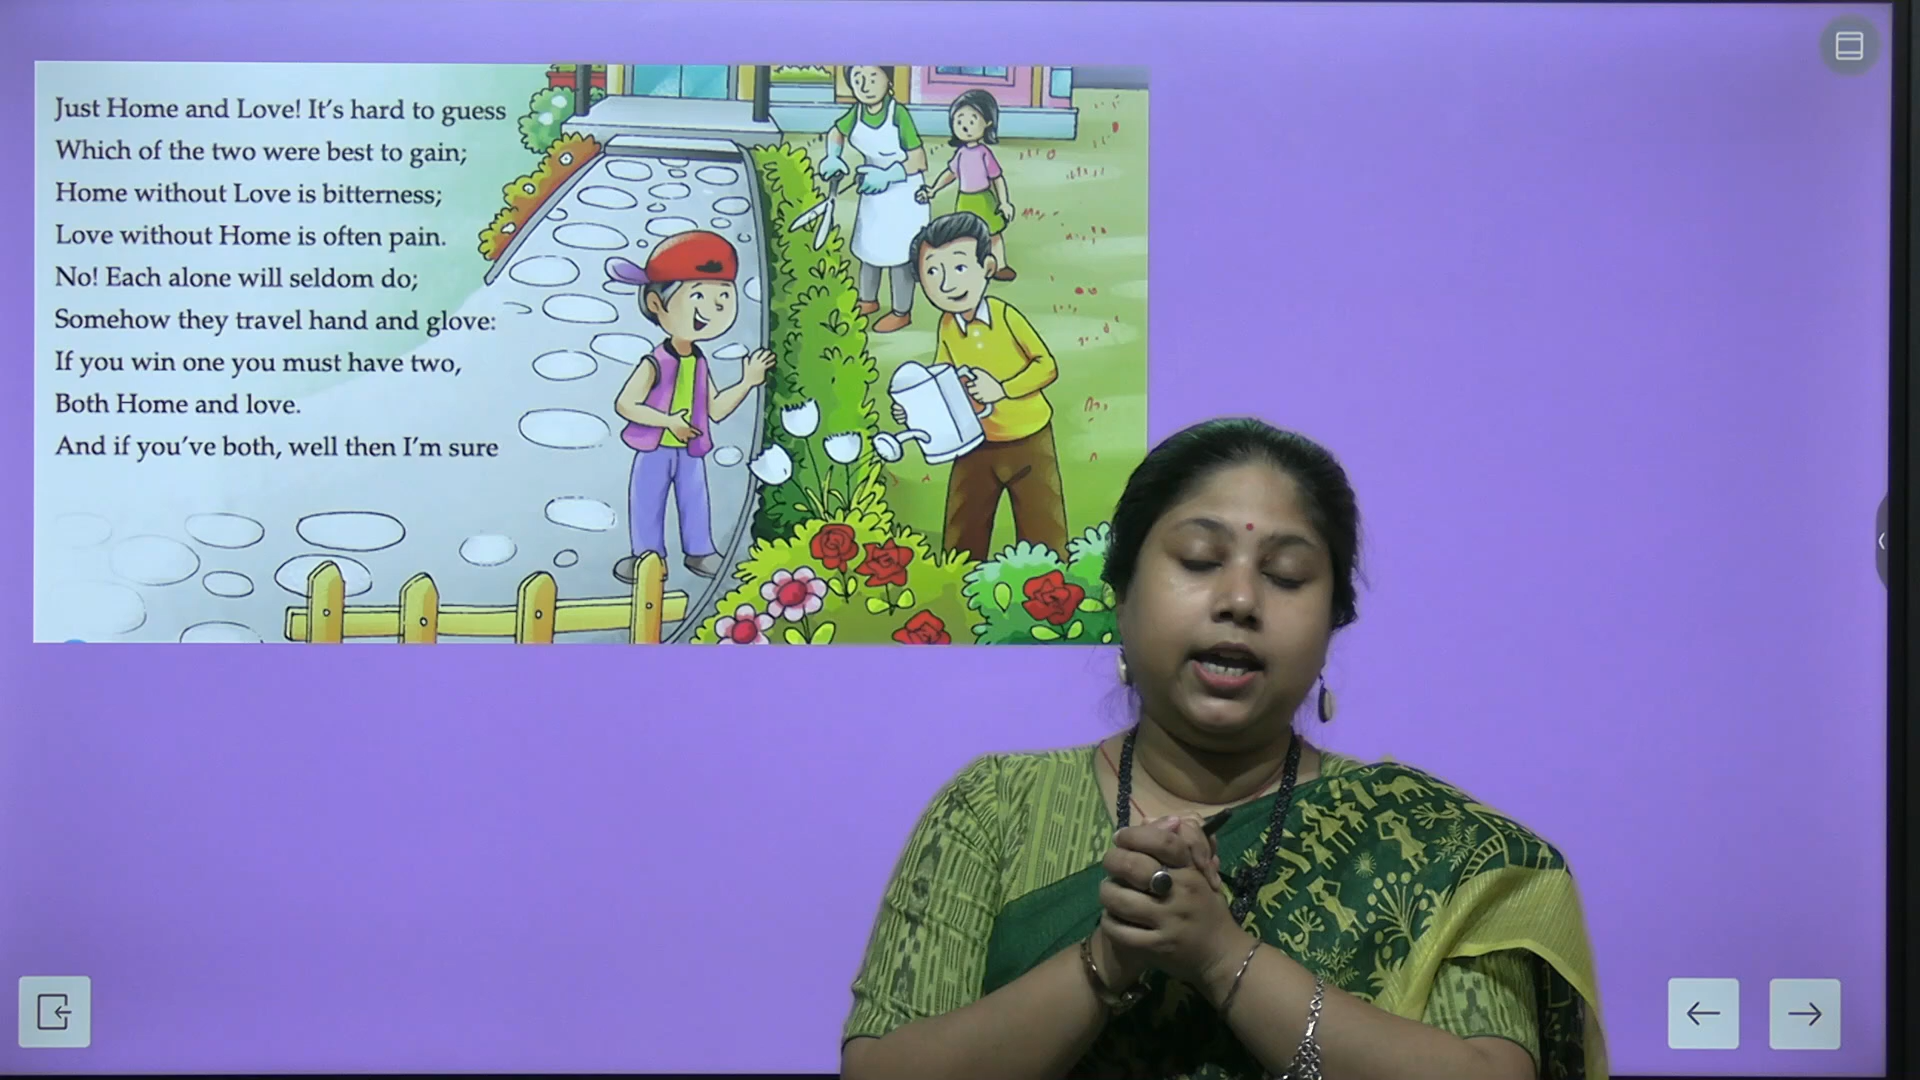 Just Home and Love! It's hard to guess
Which of the two were best to gain;
Home without Love is bitterness;
Love without Home is often pain.
No! Each alone will seldom do;
Somehow they travel hand and glove:
If you win one you must have two,
Both Home and love.
And if you've both, well then I'm sure